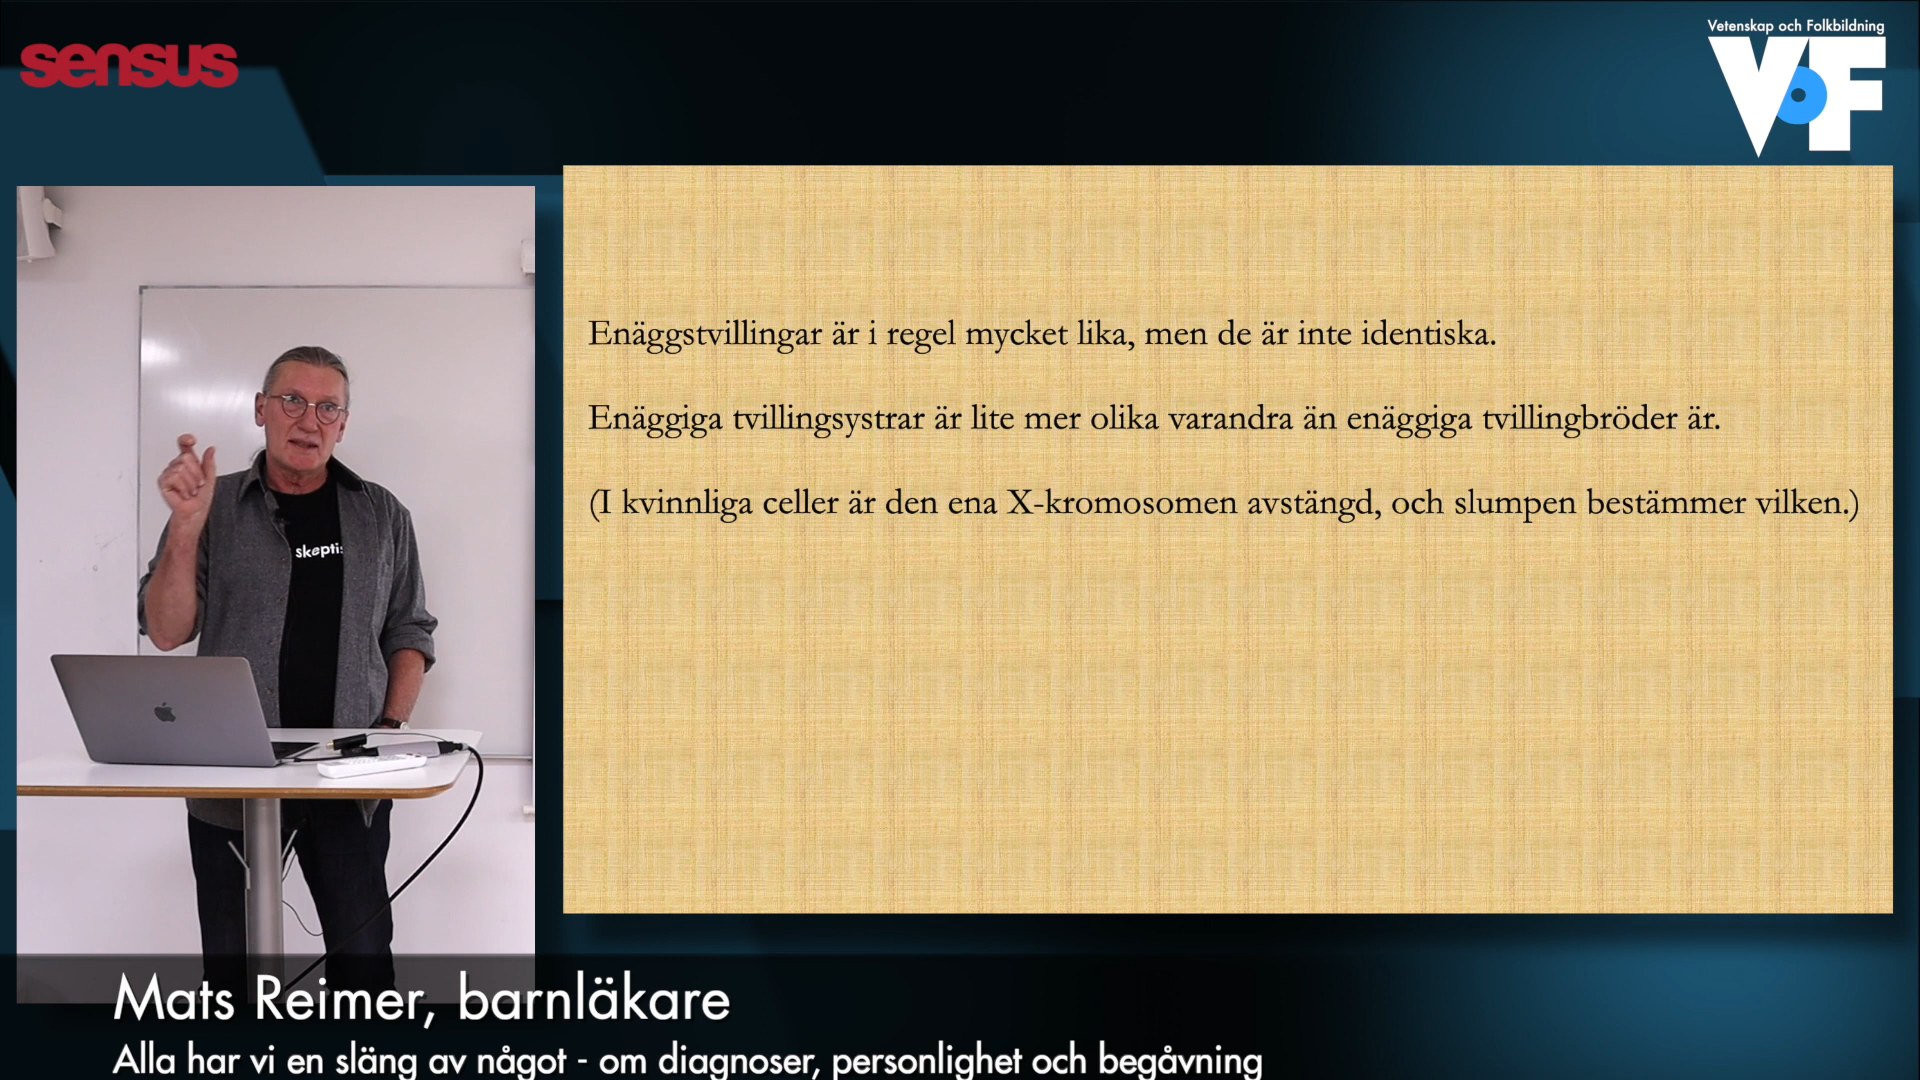 sensus
Vetenskap och Folkbildning
VoF
Enäggstvillingar är i regel mycket lika, men de är inte identiska.
Enäggiga tvillingsystrar är lite mer olika varandra än enäggiga tvillingbröder är.
(I kvinnliga celler är den ena X-kromosomen avstängd, och slumpen bestämmer vilken.)
skeptis
Mats Reimer, barnläkare
Alla har vi en släng av något - om diagnoser, personlighet och begåvning